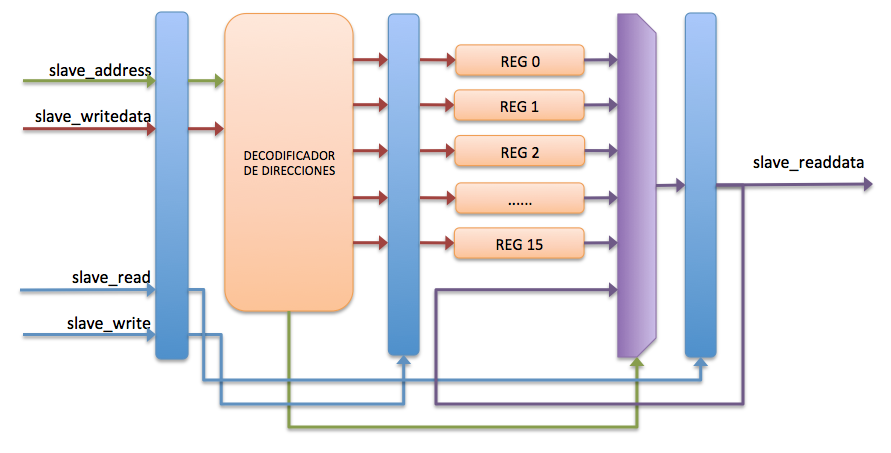 slave_address
slave_writedata
slave_read
slave_write
DECODIFICADOR
DE DIRECCIONES
REG 0
REG 1
REG 2
......
REG 15
slave_readdata